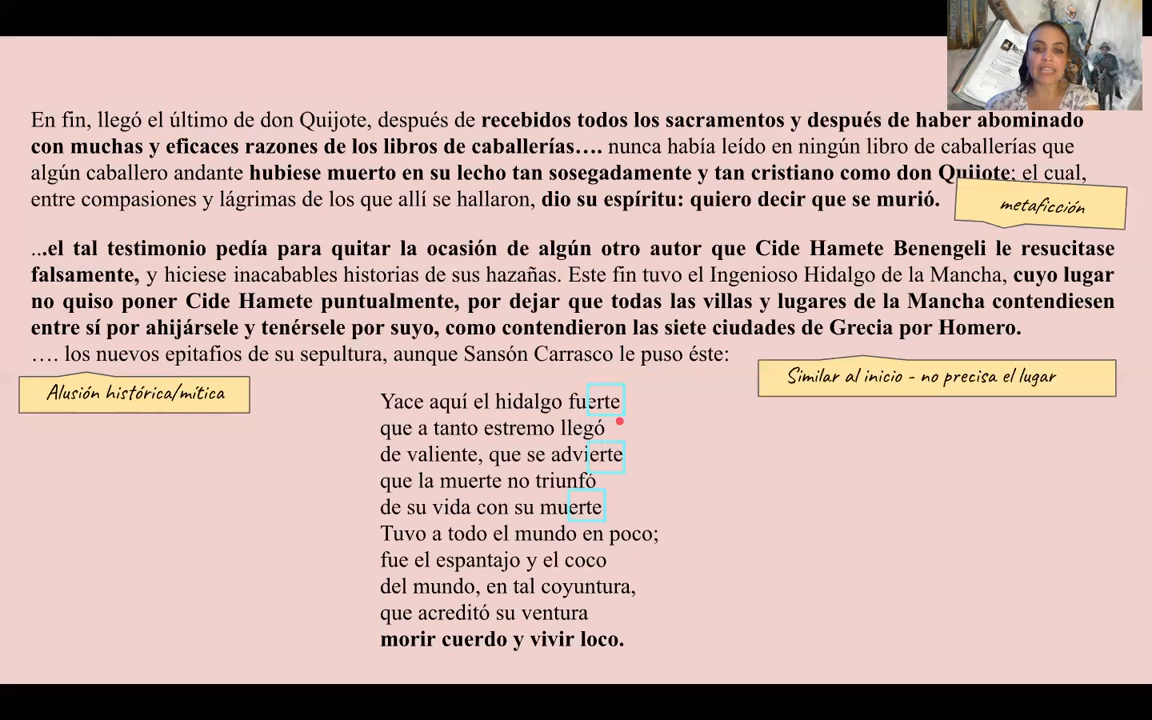 En fin, llegó el último de don Quijote, después de recebidos todos los sacramentos y después de haber abominado
con muchas y eficaces razones de los libros de caballerías…. nunca había leído en ningún libro de caballerías que
algún caballero andante hubiese muerto en su lecho tan sosegadamente y tan cristiano como don Quijote; el cual,
entre compasiones y lágrimas de los que allí se hallaron, dio su espíritu: quiero decir que se murió.
metaficción
...el tal testimonio pedía para quitar la ocasión de algún otro autor que Cide Hamete Benengeli le resucitase
falsamente, y hiciese inacabables historias de sus hazañas. Este fin tuvo el Ingenioso Hidalgo de la Mancha, cuyo lugar
no quiso poner Cide Hamete puntualmente, por dejar que todas las villas y lugares de la Mancha contendiesen
entre sí por ahijársele y tenérsele por suyo, como contendieron las siete ciudades de Grecia por Homero.
…. los nuevos epitafios de su sepultura, aunque Sansón Carrasco le puso éste:
Similar al inicio - no precisa el lugar
Alusión histórica/mítica
Yace aquí el hidalgo fuerte
que a tanto estremo llegó
de valiente, que se advierte
que la muerte no triunfó
de su vida con su muerte
Tuvo a todo el mundo en poco;
fue el espantajo y el coco
del mundo, en tal coyuntura,
que acreditó su ventura
morir cuerdo y vivir loco.